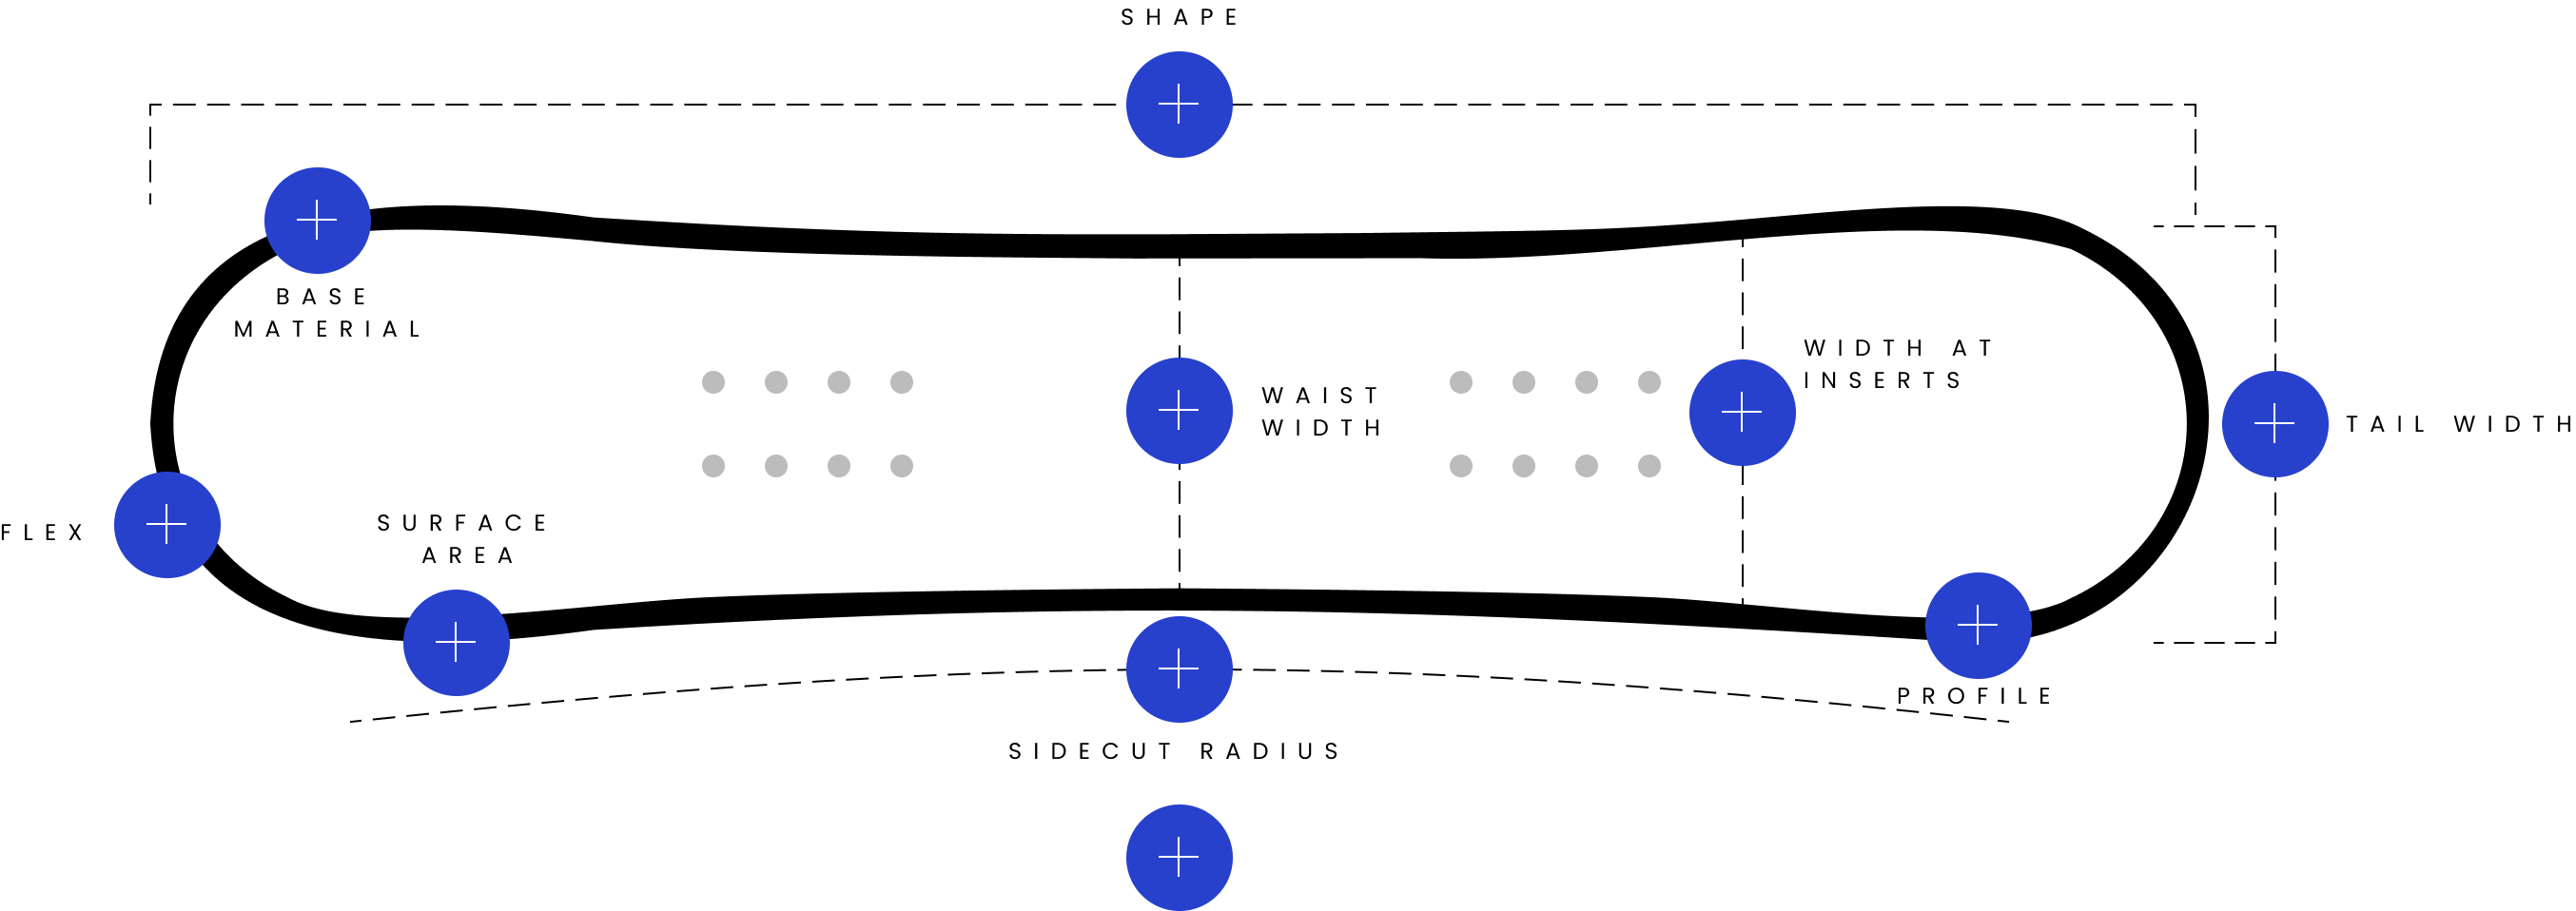 SHAPE
BASE
MATERIAL
WIDTH AT
INSERTS
WAIST
WIDTH
TAIL WIDTH
SURFACE
AREA
FLEX
PROFILE
SIDECUT RADIUS